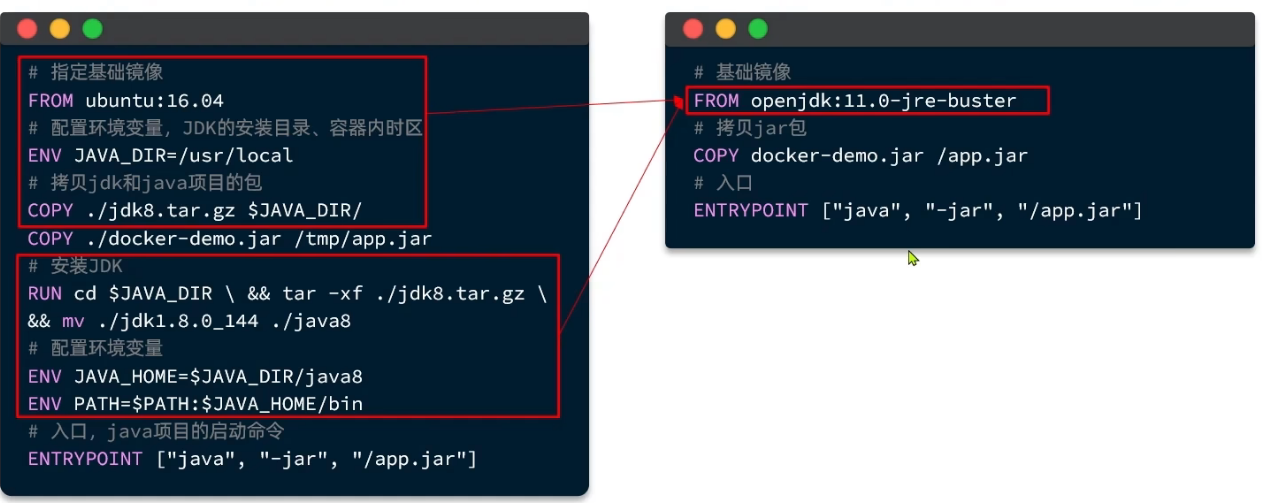 # 指定基础镜像
FROM ubuntu:16.04
# 配置环境变量，JDK的安装目录、容器内时区
ENV JAVA_DIR=/usr/local
# 拷贝jdk和java项目的包
COPY ./jdk8.tar.gz $JAVA_DIR/
COPY ./docker-demo.jar /tmp/app.jar
# 安装JDK
RUN cd $JAVA_DIR \ && tar -xf ./jdk8.tar.gz \
&& mv ./jdk1.8.0_144 ./java8
# 配置环境变量
ENV JAVA_HOME=$JAVA_DIR/java8
ENV PATH=$PATH:$JAVA_HOME/bin
# 入口，java项目的启动命令
ENTRYPOINT ["java", "-jar", "/app.jar"]
# 基础镜像
FROM openjdk:11.0-jre-buster
# 拷贝jar包
COPY docker-demo.jar /app.jar
# 入口
ENTRYPOINT ["java", "-jar", "/app.jar"]